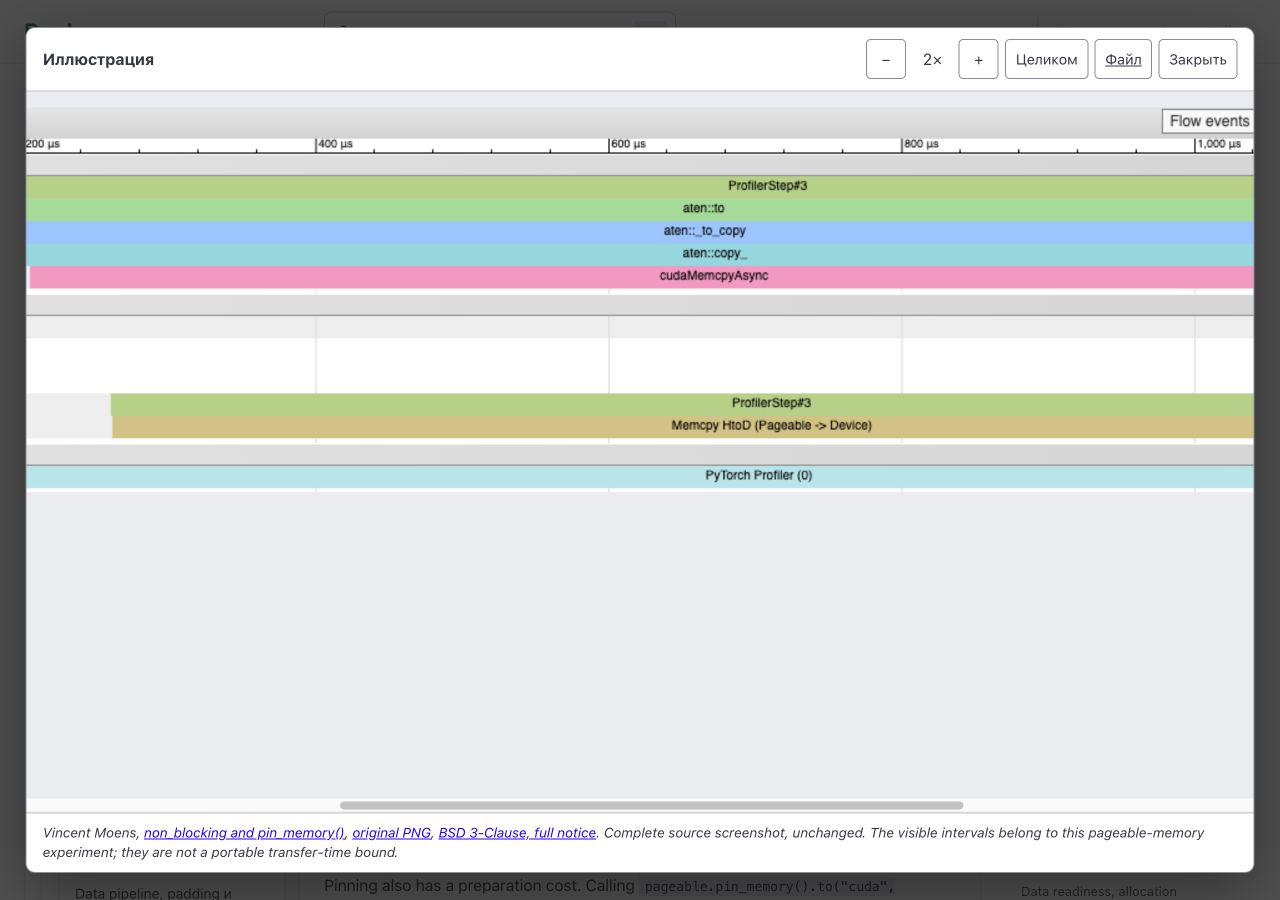 Иллюстрация
− 2× + Целиком Файл Закрыть
Flow events
200 µs 400 µs 600 µs 800 µs 1,000 µs
ProfilerStep#3
aten::to
aten::_to_copy
aten::copy_
cudaMemcpyAsync
ProfilerStep#3
Memcpy HtoD (Pageable -> Device)
PyTorch Profiler (0)
Vincent Moens, non_blocking and pin_memory(), original PNG, BSD 3-Clause, full notice. Complete source screenshot, unchanged. The visible intervals belong to this pageable-memory
experiment; they are not a portable transfer-time bound.
Pinning also has a preparation cost. Calling pageable.pin_memory().to("cuda",
Data pipeline, padding и
Data readiness, allocation